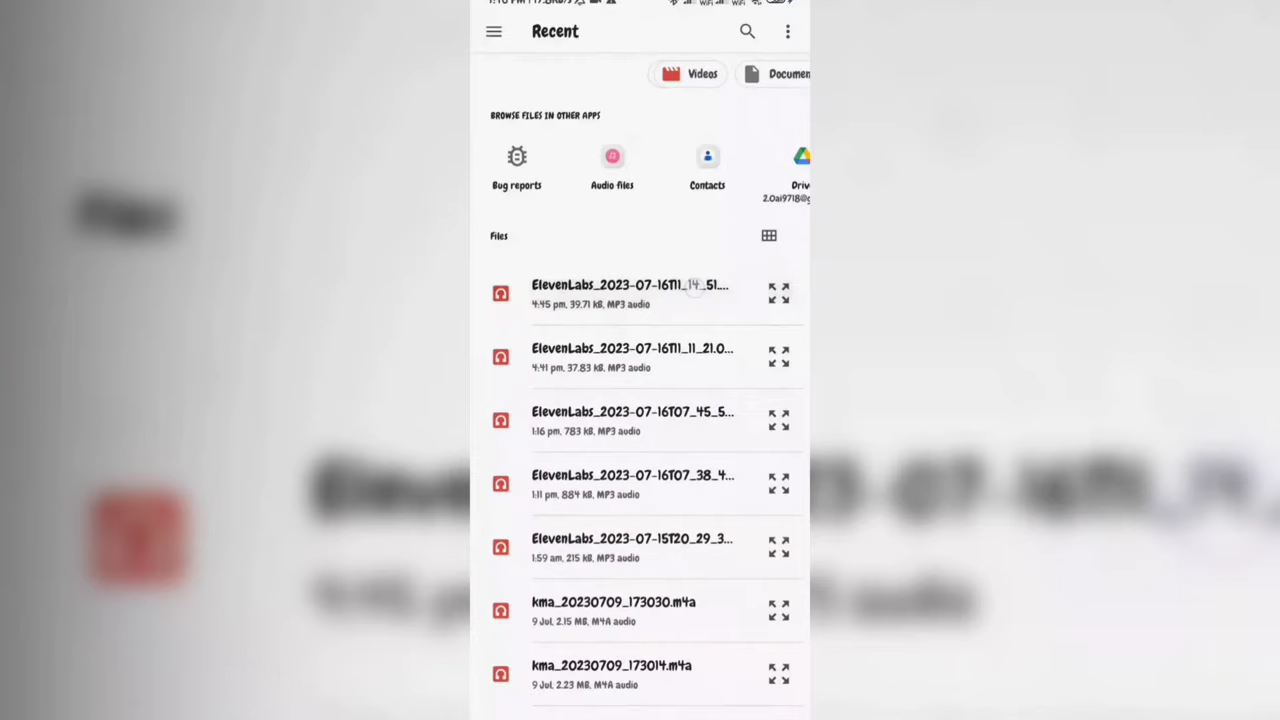 Recent
Videos
Documen
BROWSE FILES IN OTHER APPS
Bug reports
Audio files
Contacts
Driv
2.0ai9718@g
Files
ElevenLabs_2023-07-16T11_14_51....
4:45 pm, 39.71 kB, MP3 audio
ElevenLabs_2023-07-16T11_11_21.0...
4:41 pm, 37.83 kB, MP3 audio
ElevenLabs_2023-07-16T07_45_5...
1:16 pm, 783 kB, MP3 audio
ElevenLabs_2023-07-16T07_38_4...
1:11 pm, 884 kB, MP3 audio
ElevenLabs_2023-07-15T20_29_3...
1:59 am, 215 kB, MP3 audio
kma_20230709_173030.m4a
9 Jul, 2.15 MB, M4A audio
kma_20230709_173014.m4a
9 Jul, 2.23 MB, M4A audio